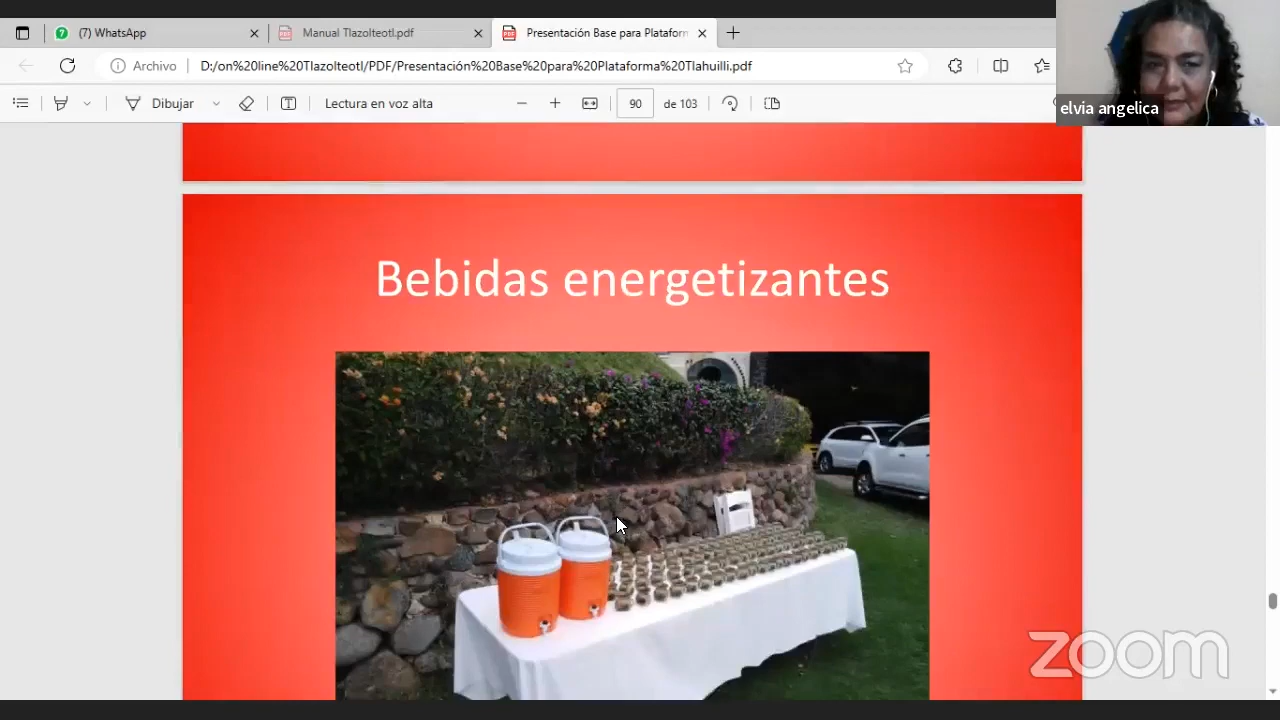 (7) WhatsApp
Manual Tlazolteotl.pdf
Presentación Base para Platafor
Archivo
D:/on%20line%20Tlazolteotl/PDF/Presentación%20Base%20para%20Plataforma%20Tlahuilli.pdf
Dibujar
Lectura en voz alta
90
de 103
elvia angelica
Bebidas energetizantes
zoom